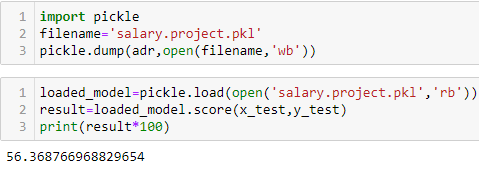 1 import pickle
2 filename='salary.project.pkl'
3 pickle.dump(adr,open(filename,'wb'))
1 loaded_model=pickle.load(open('salary.project.pkl','rb'))
2 result=loaded_model.score(x_test,y_test)
3 print(result*100)
56.368766968829654